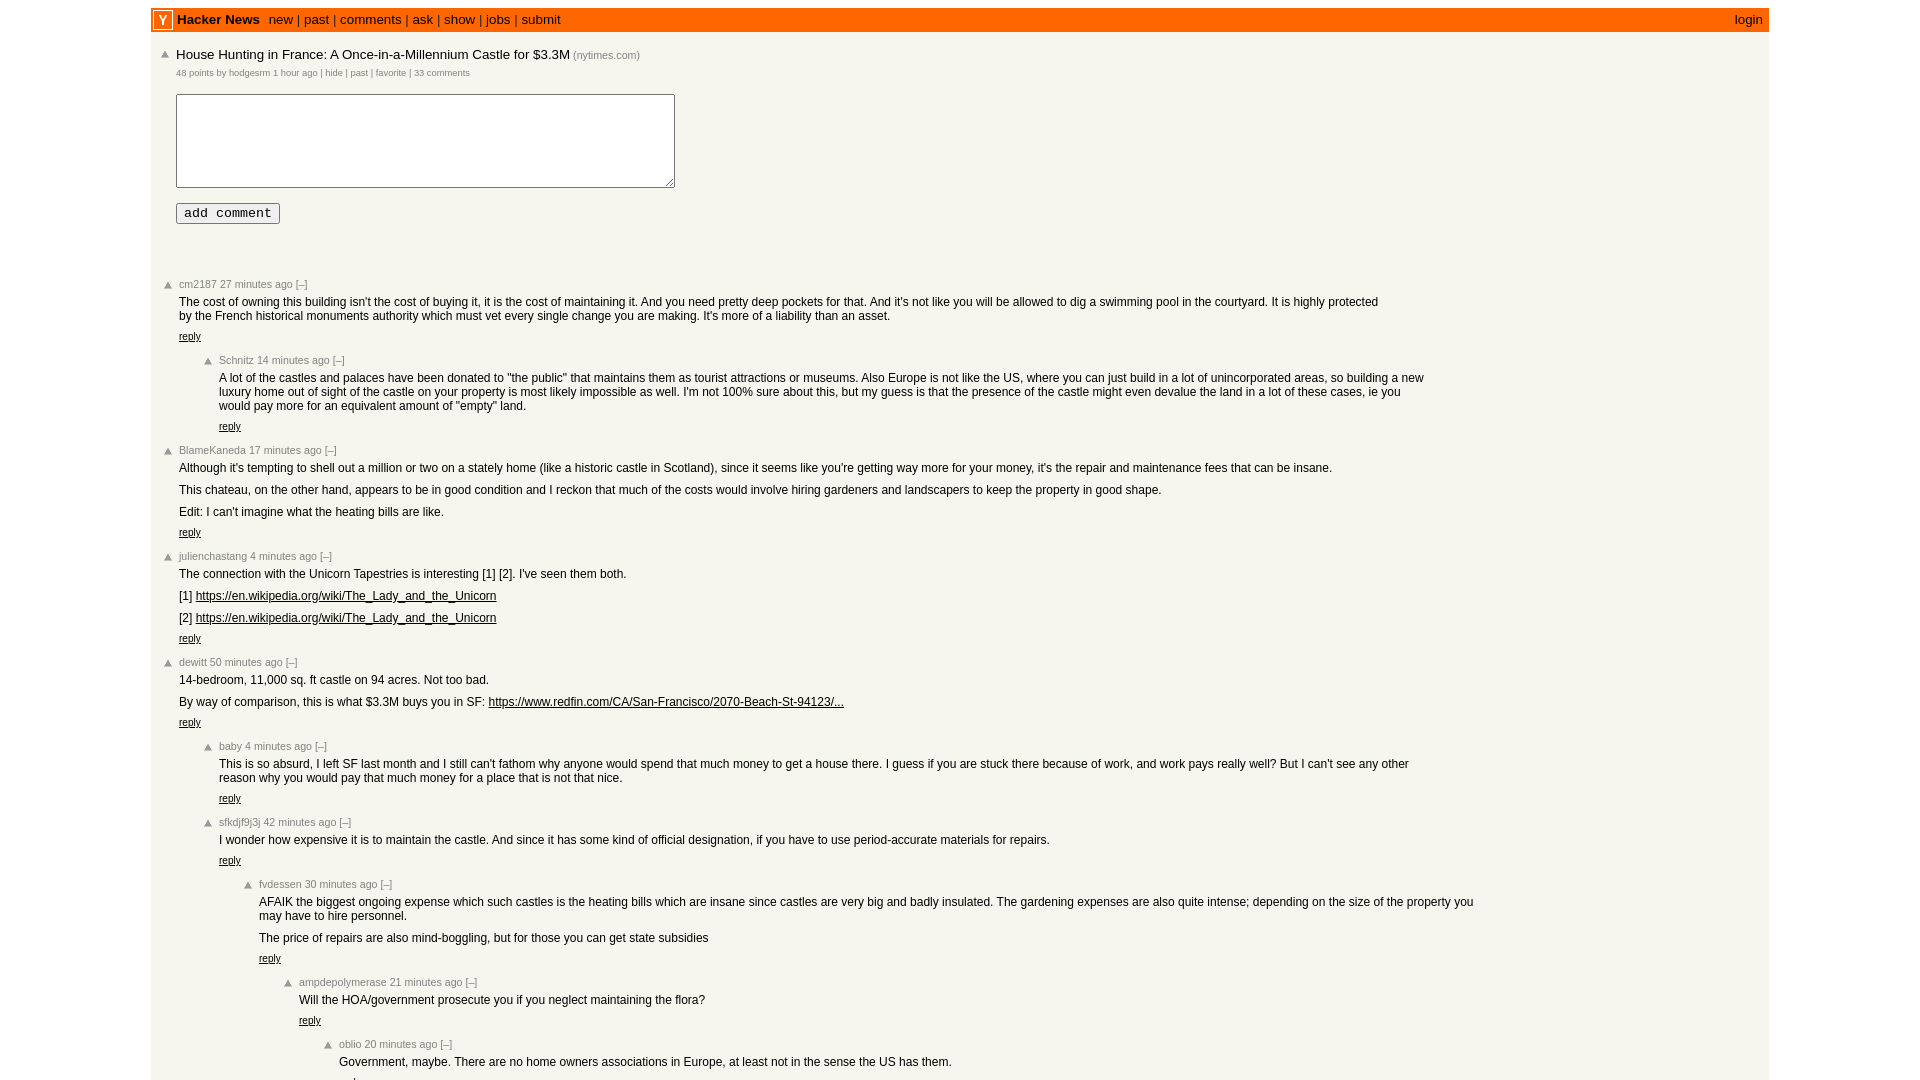 Y Hacker News new | past | comments | ask | show | jobs | submit login
House Hunting in France: A Once-in-a-Millennium Castle for $3.3M (nytimes.com)
48 points by hodgesrm 1 hour ago | hide | past | favorite | 33 comments
add comment
cm2187 27 minutes ago [–]
The cost of owning this building isn't the cost of buying it, it is the cost of maintaining it. And you need pretty deep pockets for that. And it's not like you will be allowed to dig a swimming pool in the courtyard. It is highly protected
by the French historical monuments authority which must vet every single change you are making. It's more of a liability than an asset.
reply
Schnitz 14 minutes ago [–]
A lot of the castles and palaces have been donated to "the public" that maintains them as tourist attractions or museums. Also Europe is not like the US, where you can just build in a lot of unincorporated areas, so building a new
luxury home out of sight of the castle on your property is most likely impossible as well. I'm not 100% sure about this, but my guess is that the presence of the castle might even devalue the land in a lot of these cases, ie you
would pay more for an equivalent amount of "empty" land.
reply
BlameKaneda 17 minutes ago [–]
Although it's tempting to shell out a million or two on a stately home (like a historic castle in Scotland), since it seems like you're getting way more for your money, it's the repair and maintenance fees that can be insane.
This chateau, on the other hand, appears to be in good condition and I reckon that much of the costs would involve hiring gardeners and landscapers to keep the property in good shape.
Edit: I can't imagine what the heating bills are like.
reply
julienchastang 4 minutes ago [–]
The connection with the Unicorn Tapestries is interesting [1] [2]. I've seen them both.
[1] https://en.wikipedia.org/wiki/The_Lady_and_the_Unicorn
[2] https://en.wikipedia.org/wiki/The_Lady_and_the_Unicorn
reply
dewitt 50 minutes ago [–]
14-bedroom, 11,000 sq. ft castle on 94 acres. Not too bad.
By way of comparison, this is what $3.3M buys you in SF: https://www.redfin.com/CA/San-Francisco/2070-Beach-St-94123/...
reply
baby 4 minutes ago [–]
This is so absurd, I left SF last month and I still can't fathom why anyone would spend that much money to get a house there. I guess if you are stuck there because of work, and work pays really well? But I can't see any other
reason why you would pay that much money for a place that is not that nice.
reply
sfkdjf9j3j 42 minutes ago [–]
I wonder how expensive it is to maintain the castle. And since it has some kind of official designation, if you have to use period-accurate materials for repairs.
reply
fvdessen 30 minutes ago [–]
AFAIK the biggest ongoing expense which such castles is the heating bills which are insane since castles are very big and badly insulated. The gardening expenses are also quite intense; depending on the size of the property you
may have to hire personnel.
The price of repairs are also mind-boggling, but for those you can get state subsidies
reply
ampdepolymerase 21 minutes ago [–]
Will the HOA/government prosecute you if you neglect maintaining the flora?
reply
oblio 20 minutes ago [–]
Government, maybe. There are no home owners associations in Europe, at least not in the sense the US has them.